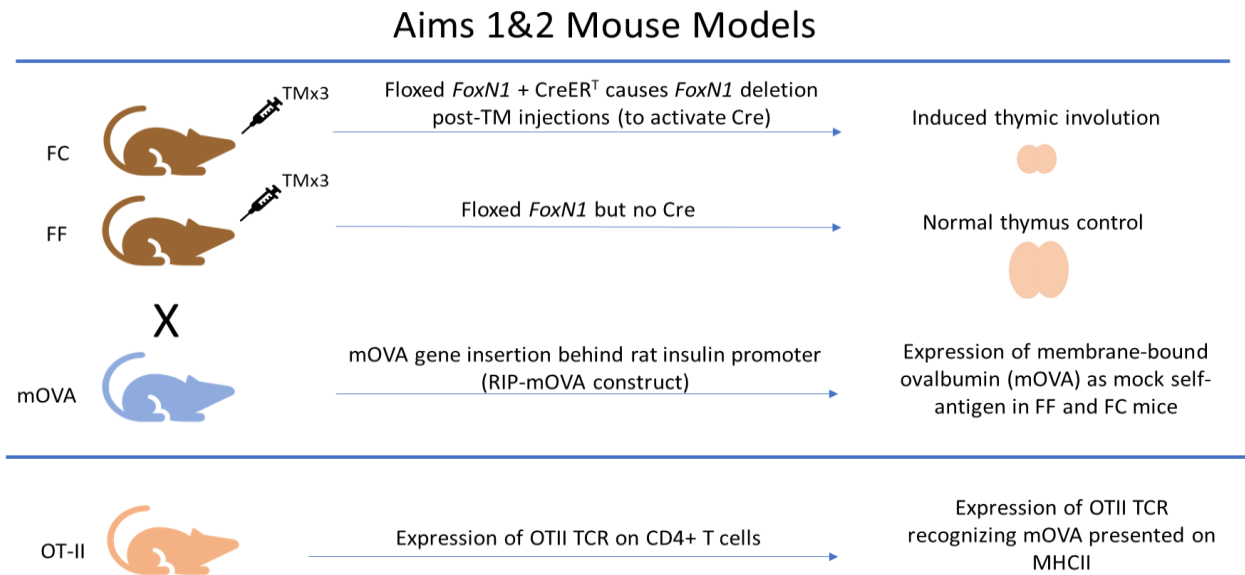 Aims 1&2 Mouse Models
TMx3
Floxed FoxN1 + CreERᵀ causes FoxN1 deletion
post-TM injections (to activate Cre)
Induced thymic involution
FC
TMx3
Floxed FoxN1 but no Cre
Normal thymus control
FF
X
mOVA gene insertion behind rat insulin promoter
(RIP-mOVA construct)
Expression of membrane-bound
ovalbumin (mOVA) as mock self-
antigen in FF and FC mice
mOVA
OT-II
Expression of OTII TCR on CD4+ T cells
Expression of OTII TCR
recognizing mOVA presented on
MHCII